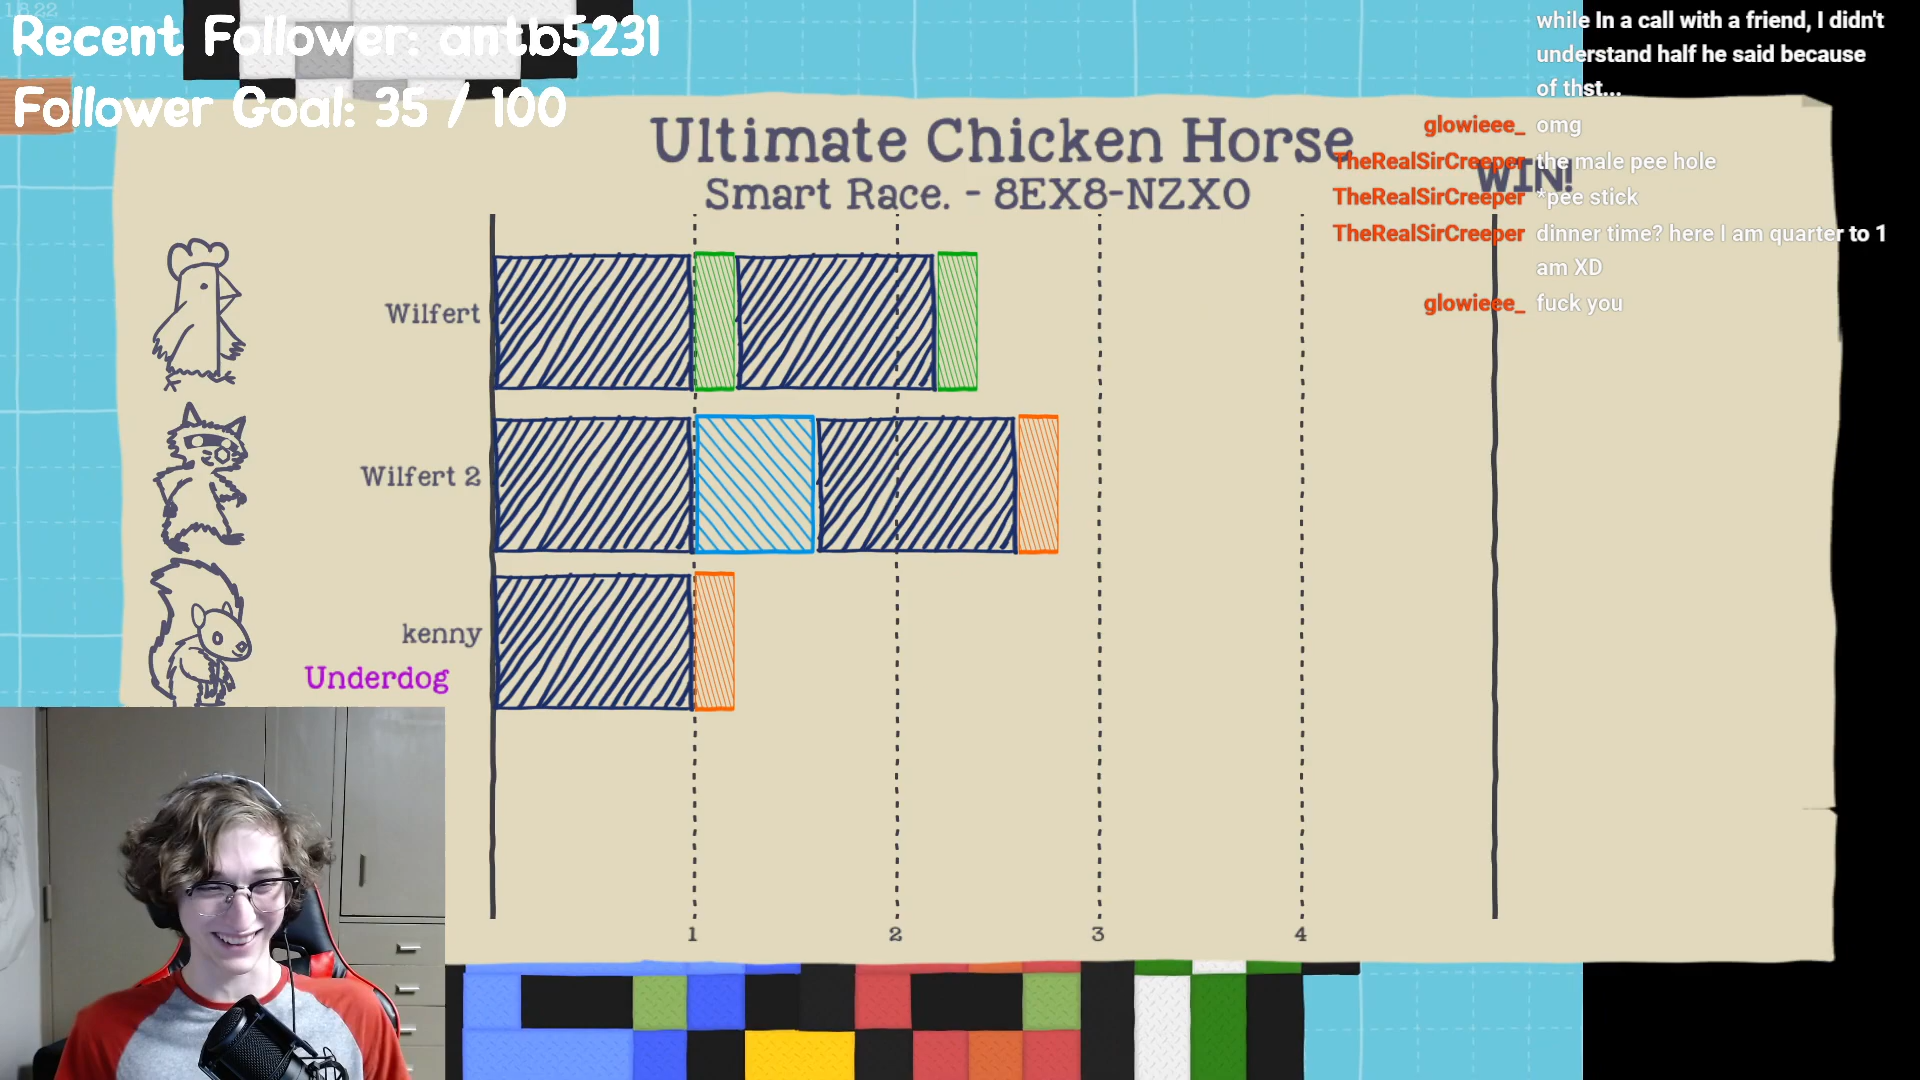 18.22
Recent Follower: antb5231
Follower Goal: 35 / 100
while In a call with a friend, I didn't
understand half he said because
of thst...
glowieee_ omg
TheRealSirCreeper the male pee hole
TheRealSirCreeper *pee stick
TheRealSirCreeper dinner time? here I am quarter to 1
am XD
glowieee_ fuck you
Ultimate Chicken Horse
Smart Race. - 8EX8-NZXO
WIN!
Wilfert
Wilfert 2
kenny
Underdog
1 2 3 4